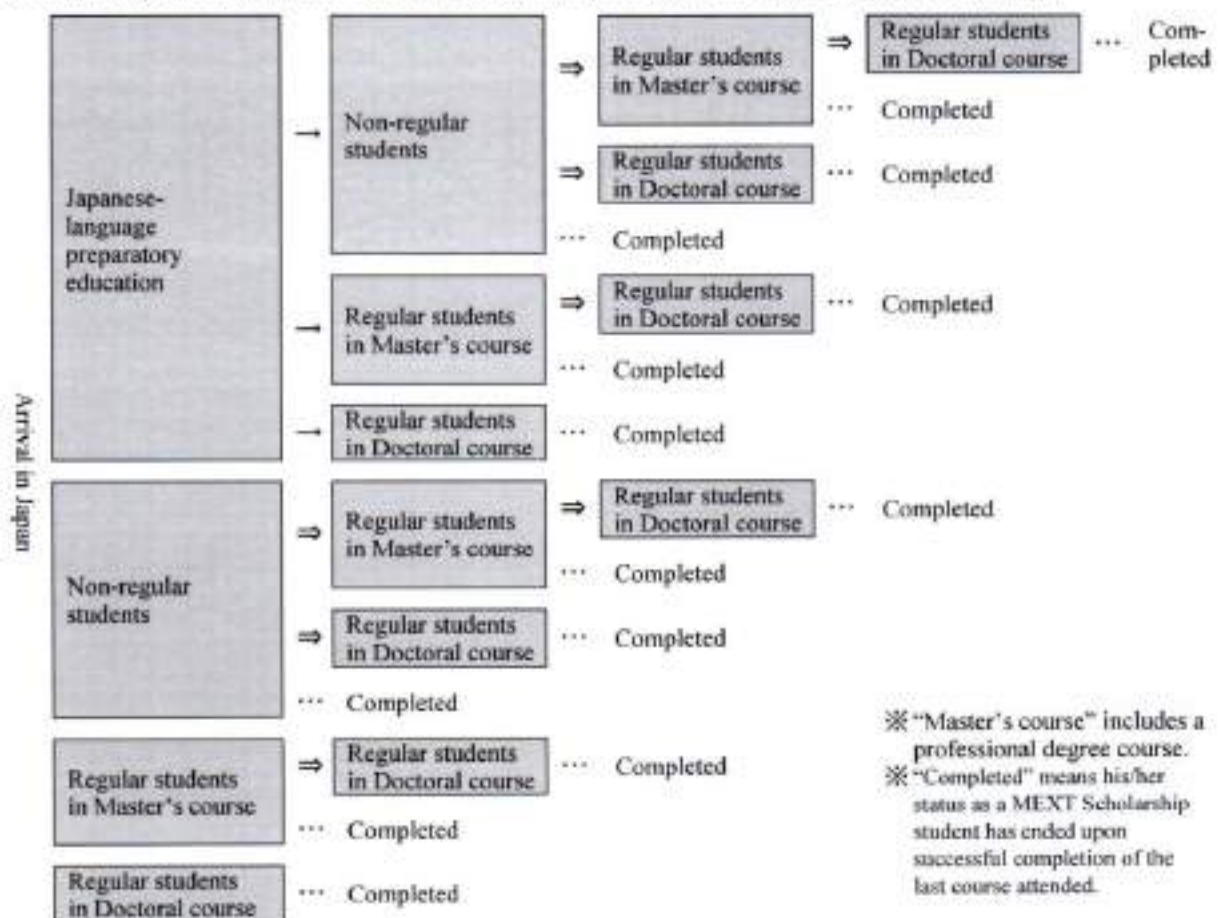 Arrival in Japan
Japanese-
language
preparatory
education
→
Non-regular
students
⇒
Regular students
in Master's course
⇒
Regular students
in Doctoral course
… Com-
pleted
… Completed
⇒
Regular students
in Doctoral course
… Completed
… Completed
→
Regular students
in Master's course
⇒
Regular students
in Doctoral course
… Completed
… Completed
→
Regular students
in Doctoral course
… Completed
Non-regular
students
⇒
Regular students
in Master's course
⇒
Regular students
in Doctoral course
… Completed
… Completed
⇒
Regular students
in Doctoral course
… Completed
… Completed
Regular students
in Master's course
⇒
Regular students
in Doctoral course
… Completed
… Completed
Regular students
in Doctoral course
… Completed
※ "Master's course" includes a
professional degree course.
※ "Completed" means his/her
status as a MEXT Scholarship
student has ended upon
successful completion of the
last course attended.